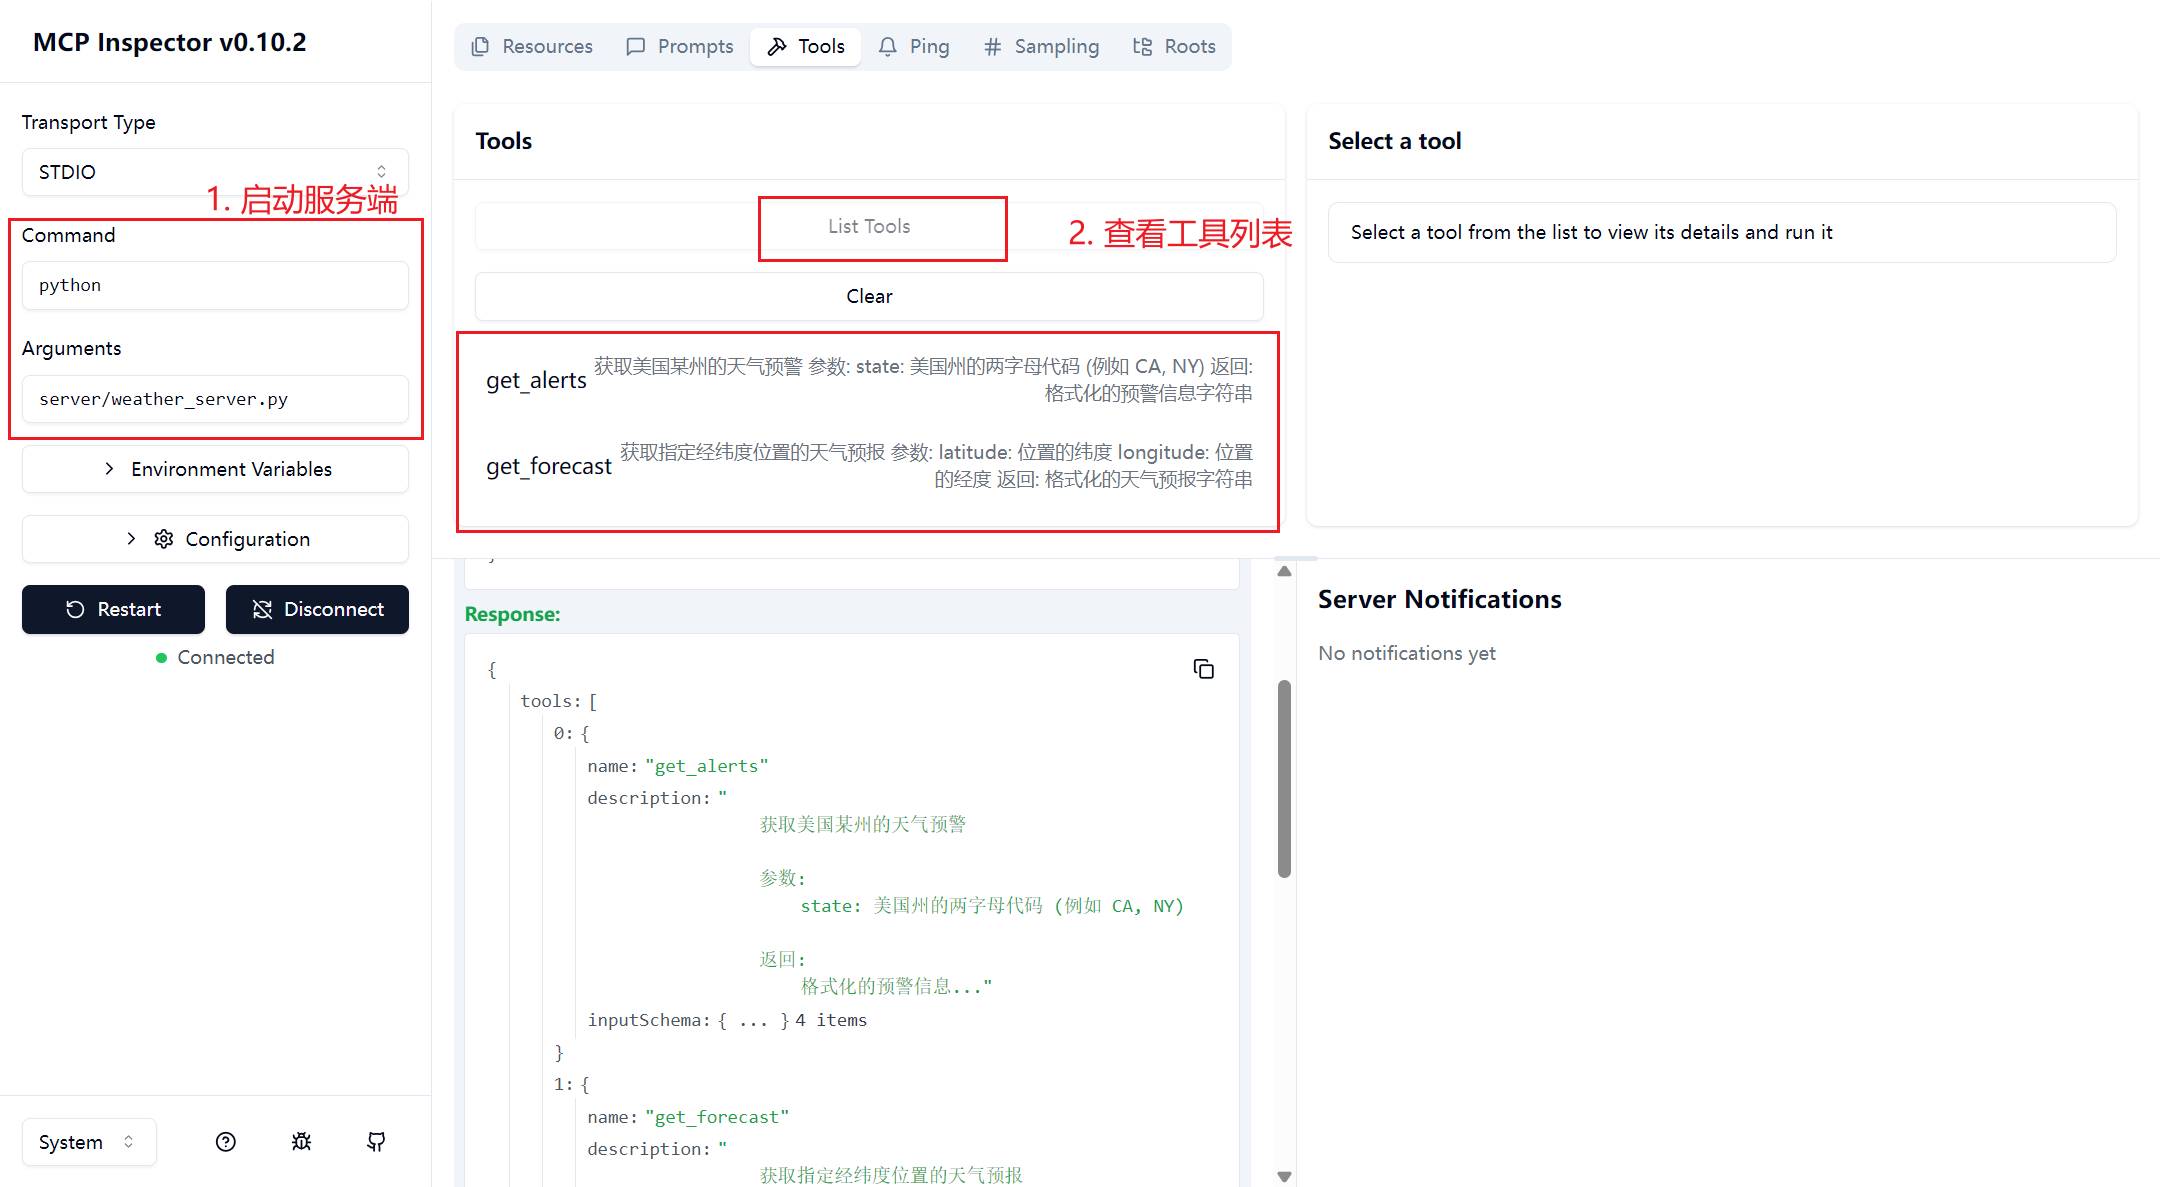 MCP Inspector v0.10.2
Transport Type
STDIO
1. 启动服务端
Command
python
Arguments
server/weather_server.py
Environment Variables
Configuration
Restart
Disconnect
Connected
System
Resources
Prompts
Tools
Ping
Sampling
Roots
Tools
List Tools
2. 查看工具列表
Clear
get_alerts
获取美国某州的天气预警 参数: state: 美国州的两字母代码 (例如 CA, NY) 返回:
格式化的预警信息字符串
get_forecast
获取指定经纬度位置的天气预报 参数: latitude: 位置的纬度 longitude: 位置
的经度 返回: 格式化的天气预报字符串
Select a tool
Select a tool from the list to view its details and run it
Response:
{
tools: [
0: {
name: "get_alerts"
description: "
获取美国某州的天气预警
参数:
state: 美国州的两字母代码 (例如 CA, NY)
返回:
格式化的预警信息..."
inputSchema: { ... } 4 items
}
1: {
name: "get_forecast"
description: "
获取指定经纬度位置的天气预报
Server Notifications
No notifications yet